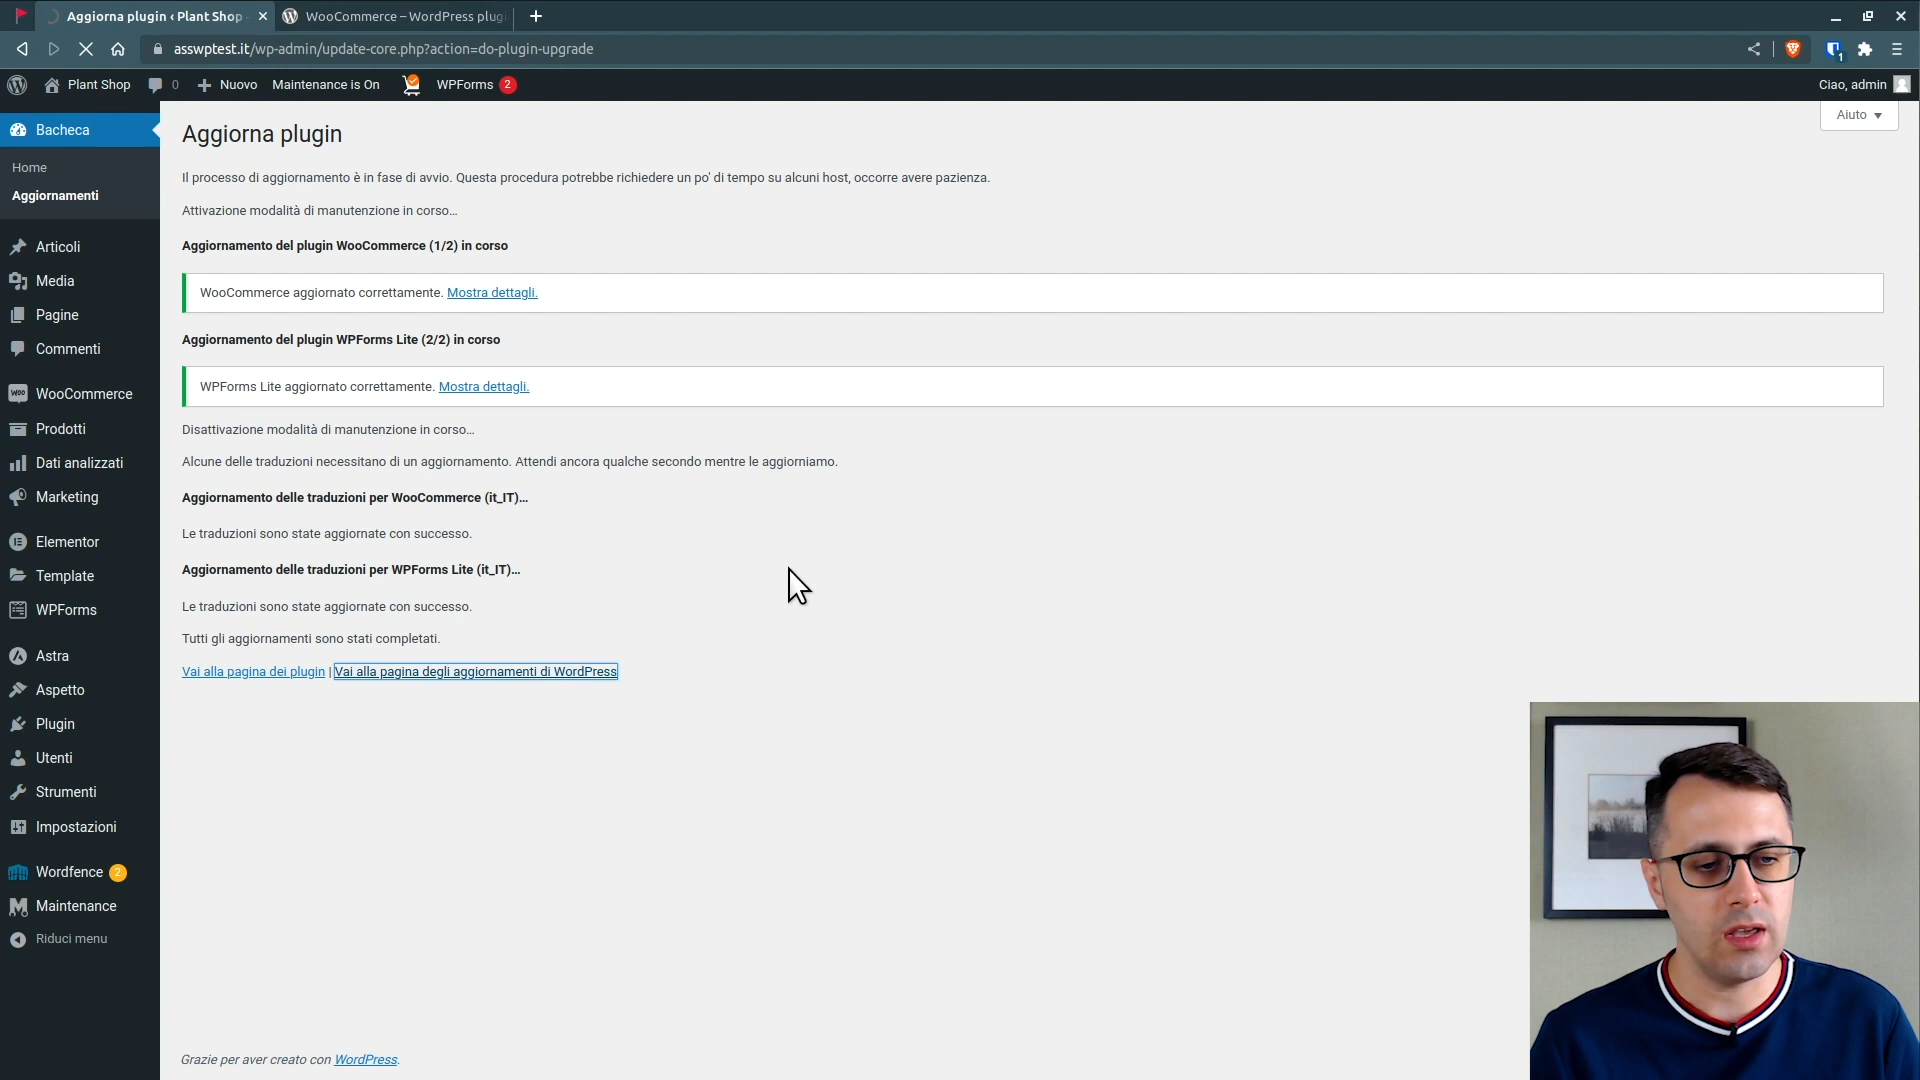 Aggiorna plugin ‹ Plant Shop
WooCommerce – WordPress plugi
asswptest.it/wp-admin/update-core.php?action=do-plugin-upgrade
1
Plant Shop
0
Nuovo
Maintenance is On
WPForms 2
Ciao, admin
Aiuto
Bacheca
Home
Aggiornamenti
Articoli
Media
Pagine
Commenti
WooCommerce
Prodotti
Dati analizzati
Marketing
Elementor
Template
WPForms
Astra
Aspetto
Plugin
Utenti
Strumenti
Impostazioni
Wordfence 2
Maintenance
Riduci menu
Aggiorna plugin
Il processo di aggiornamento è in fase di avvio. Questa procedura potrebbe richiedere un po' di tempo su alcuni host, occorre avere pazienza.
Attivazione modalità di manutenzione in corso…
Aggiornamento del plugin WooCommerce (1/2) in corso
WooCommerce aggiornato correttamente. Mostra dettagli.
Aggiornamento del plugin WPForms Lite (2/2) in corso
WPForms Lite aggiornato correttamente. Mostra dettagli.
Disattivazione modalità di manutenzione in corso…
Alcune delle traduzioni necessitano di un aggiornamento. Attendi ancora qualche secondo mentre le aggiorniamo.
Aggiornamento delle traduzioni per WooCommerce (it_IT)…
Le traduzioni sono state aggiornate con successo.
Aggiornamento delle traduzioni per WPForms Lite (it_IT)…
Le traduzioni sono state aggiornate con successo.
Tutti gli aggiornamenti sono stati completati.
Vai alla pagina dei plugin | Vai alla pagina degli aggiornamenti di WordPress
Grazie per aver creato con WordPress.